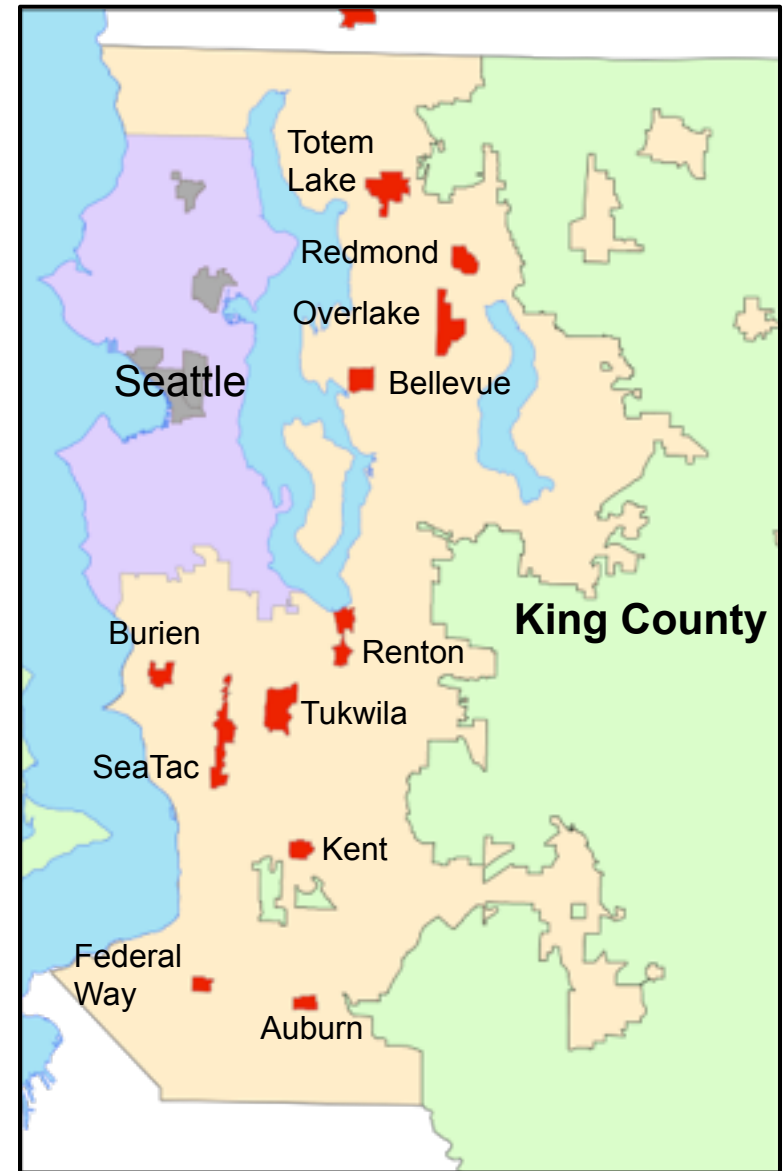 Totem
Lake
Redmond
Overlake
Seattle
Bellevue
King County
Burien
Renton
Tukwila
SeaTac
Kent
Federal
Way
Auburn